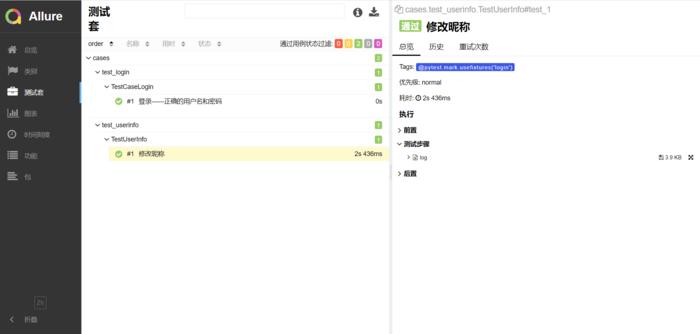 Allure
总览
类别
测试套
图表
时间刻度
功能
包
Zh
折叠
测试套
order 名称 用时 状态 通过用例状态过滤: 0 0 2 0 0
cases 2
test_login 1
TestCaseLogin 1
#1 登录——正确的用户名和密码 0s
test_userinfo 1
TestUserInfo 1
#1 修改昵称 2s 436ms
cases.test_userinfo.TestUserInfo#test_1
通过 修改昵称
总览 历史 重试次数
Tags: @pytest.mark.usefixtures("login")
优先级: normal
耗时: 2s 436ms
执行
前置
测试步骤
log 3.9 KB
后置